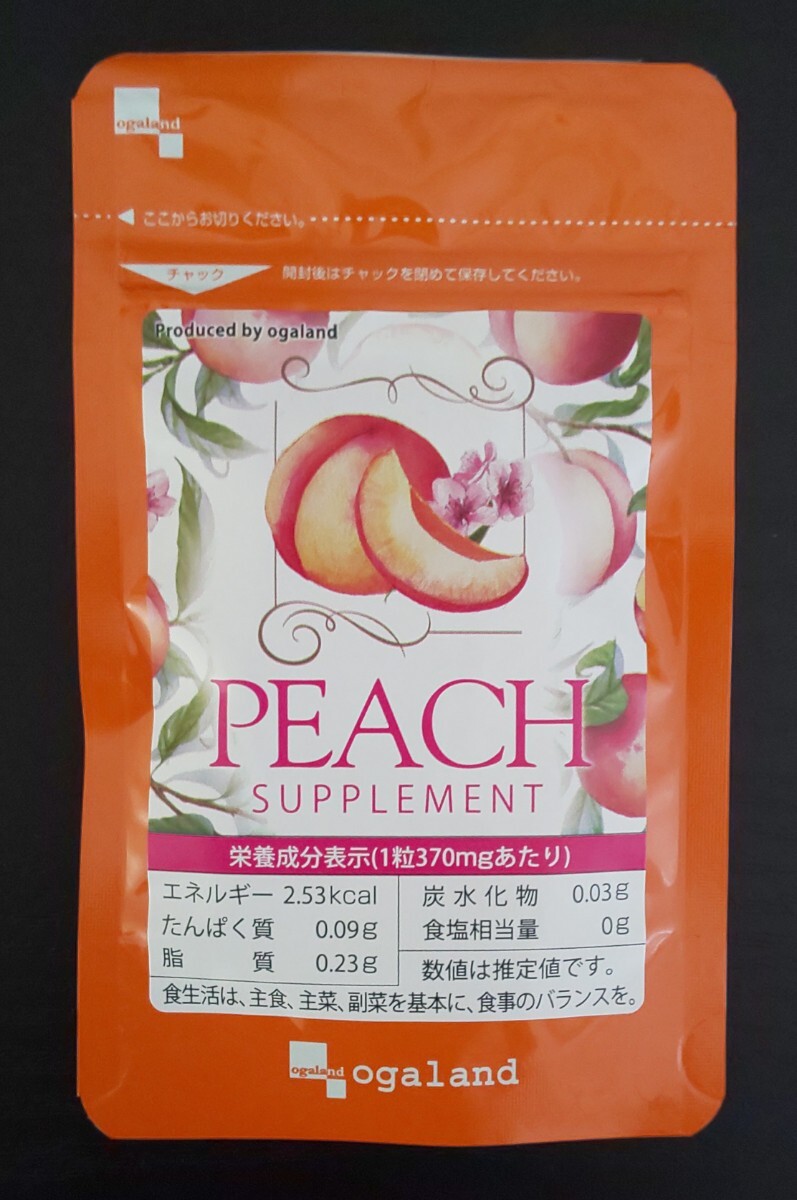 ogaland
ここからお切りください。
チャック 開封後はチャックを閉めて保存してください。
Produced by ogaland
PEACH
SUPPLEMENT
栄養成分表示(1粒370mgあたり)
エネルギー 2.53kcal
たんぱく質 0.09g
脂質 0.23g
炭水化物 0.03g
食塩相当量 0g
数値は推定値です。
食生活は、主食、主菜、副菜を基本に、食事のバランスを。
ogaland ogaland